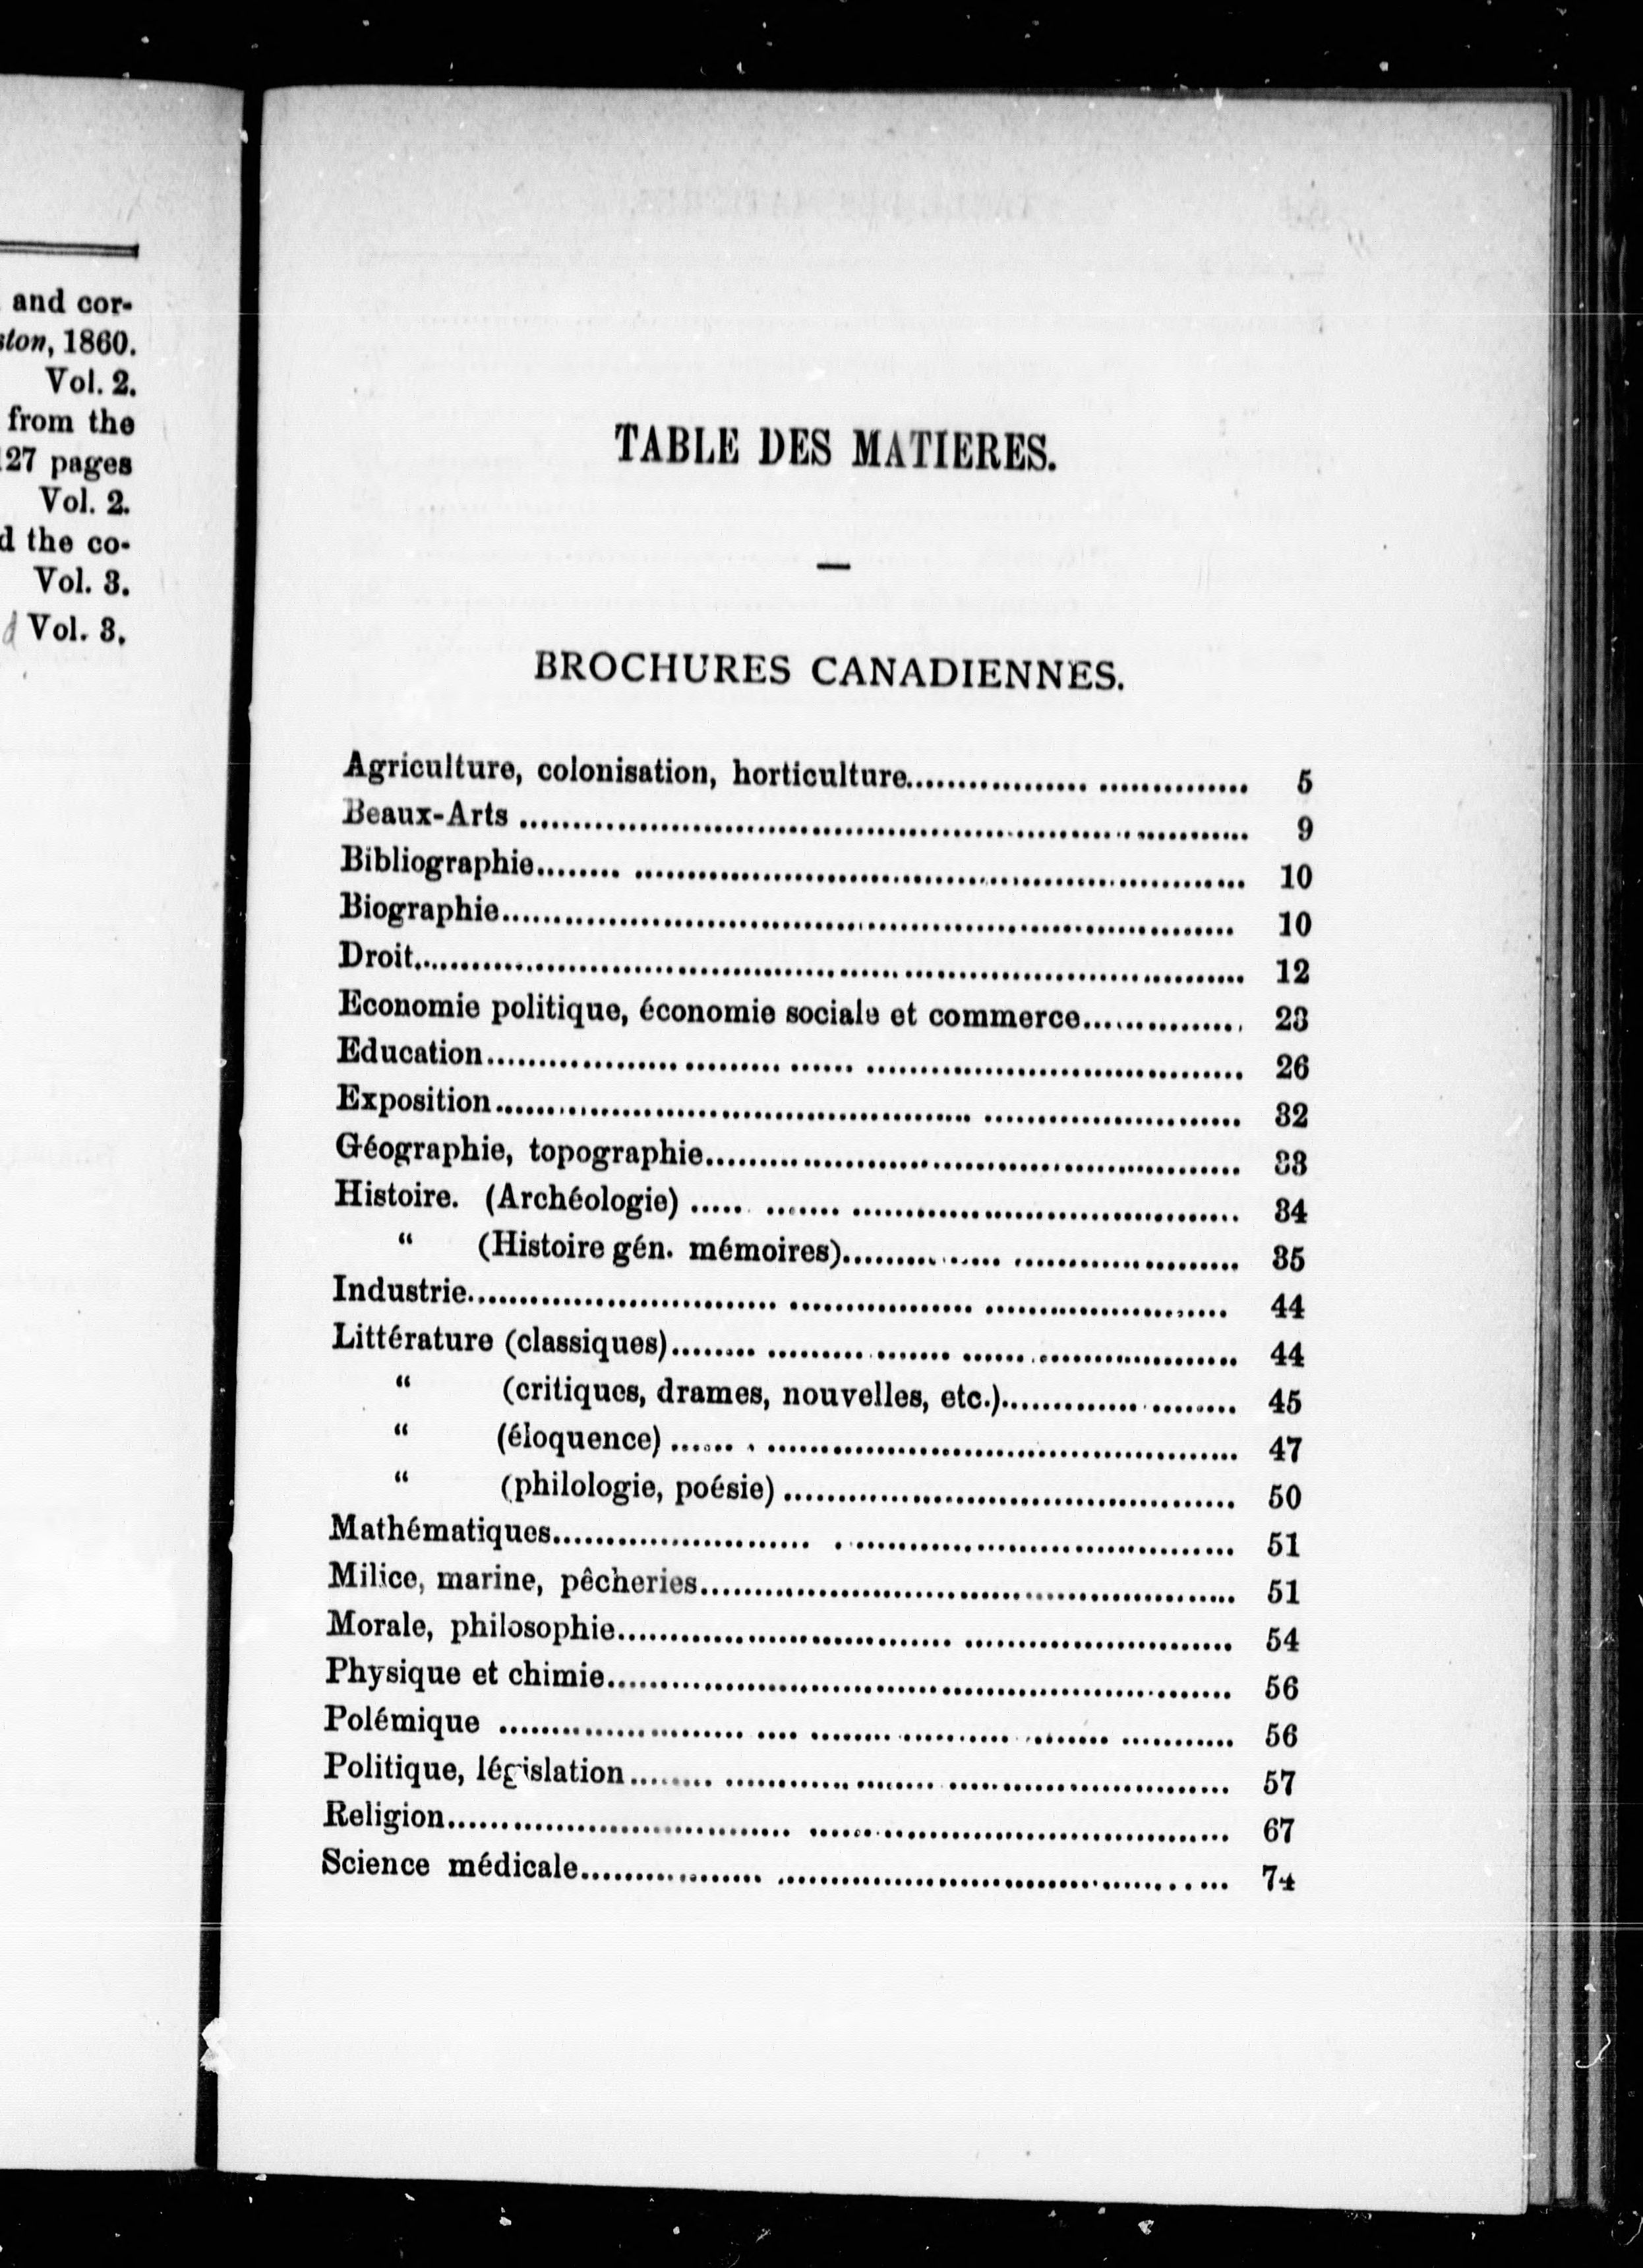 and cor-
ston, 1860.
Vol. 2.
from the
127 pages
Vol. 2.
d the co-
Vol. 3.
Vol. 3.
TABLE DES MATIERES.
—
BROCHURES CANADIENNES.
Agriculture, colonisation, horticulture.............................. 5
Beaux-Arts .............................. 9
Bibliographie.............................. 10
Biographie.............................. 10
Droit.............................. 12
Economie politique, économie sociale et commerce............... 23
Education.............................. 26
Exposition.............................. 32
Géographie, topographie.............................. 33
Histoire. (Archéologie) .............................. 34
“ (Histoire gén. mémoires).............................. 35
Industrie.............................. 44
Littérature (classiques).............................. 44
“ (critiques, drames, nouvelles, etc.)...................... 45
“ (éloquence) .............................. 47
“ (philologie, poésie) .............................. 50
Mathématiques.............................. 51
Milice, marine, pêcheries.............................. 51
Morale, philosophie.............................. 54
Physique et chimie.............................. 56
Polémique .............................. 56
Politique, législation.............................. 57
Religion.............................. 67
Science médicale.............................. 74